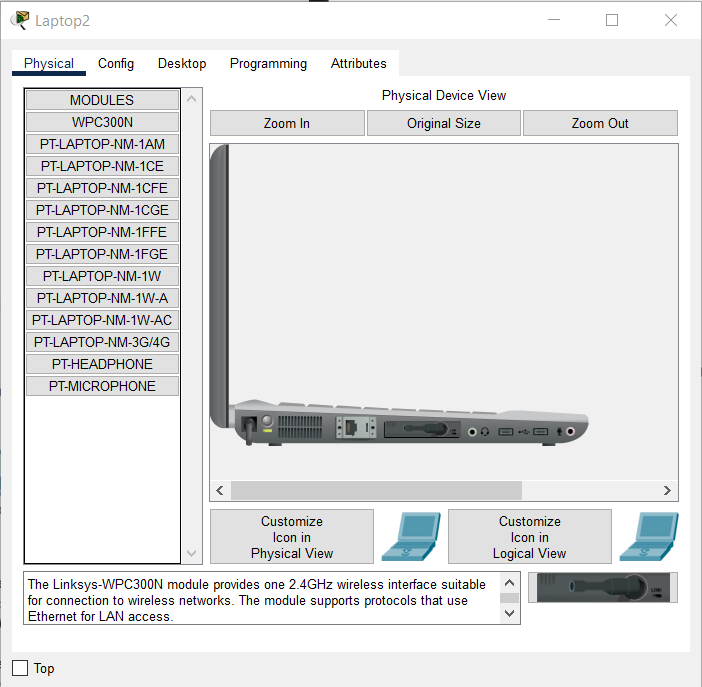 Laptop2
Physical Config Desktop Programming Attributes
MODULES
WPC300N
PT-LAPTOP-NM-1AM
PT-LAPTOP-NM-1CE
PT-LAPTOP-NM-1CFE
PT-LAPTOP-NM-1CGE
PT-LAPTOP-NM-1FFE
PT-LAPTOP-NM-1FGE
PT-LAPTOP-NM-1W
PT-LAPTOP-NM-1W-A
PT-LAPTOP-NM-1W-AC
PT-LAPTOP-NM-3G/4G
PT-HEADPHONE
PT-MICROPHONE
Physical Device View
Zoom In Original Size Zoom Out
Customize
Icon in
Physical View
Customize
Icon in
Logical View
The Linksys-WPC300N module provides one 2.4GHz wireless interface suitable
for connection to wireless networks. The module supports protocols that use
Ethernet for LAN access.
Top